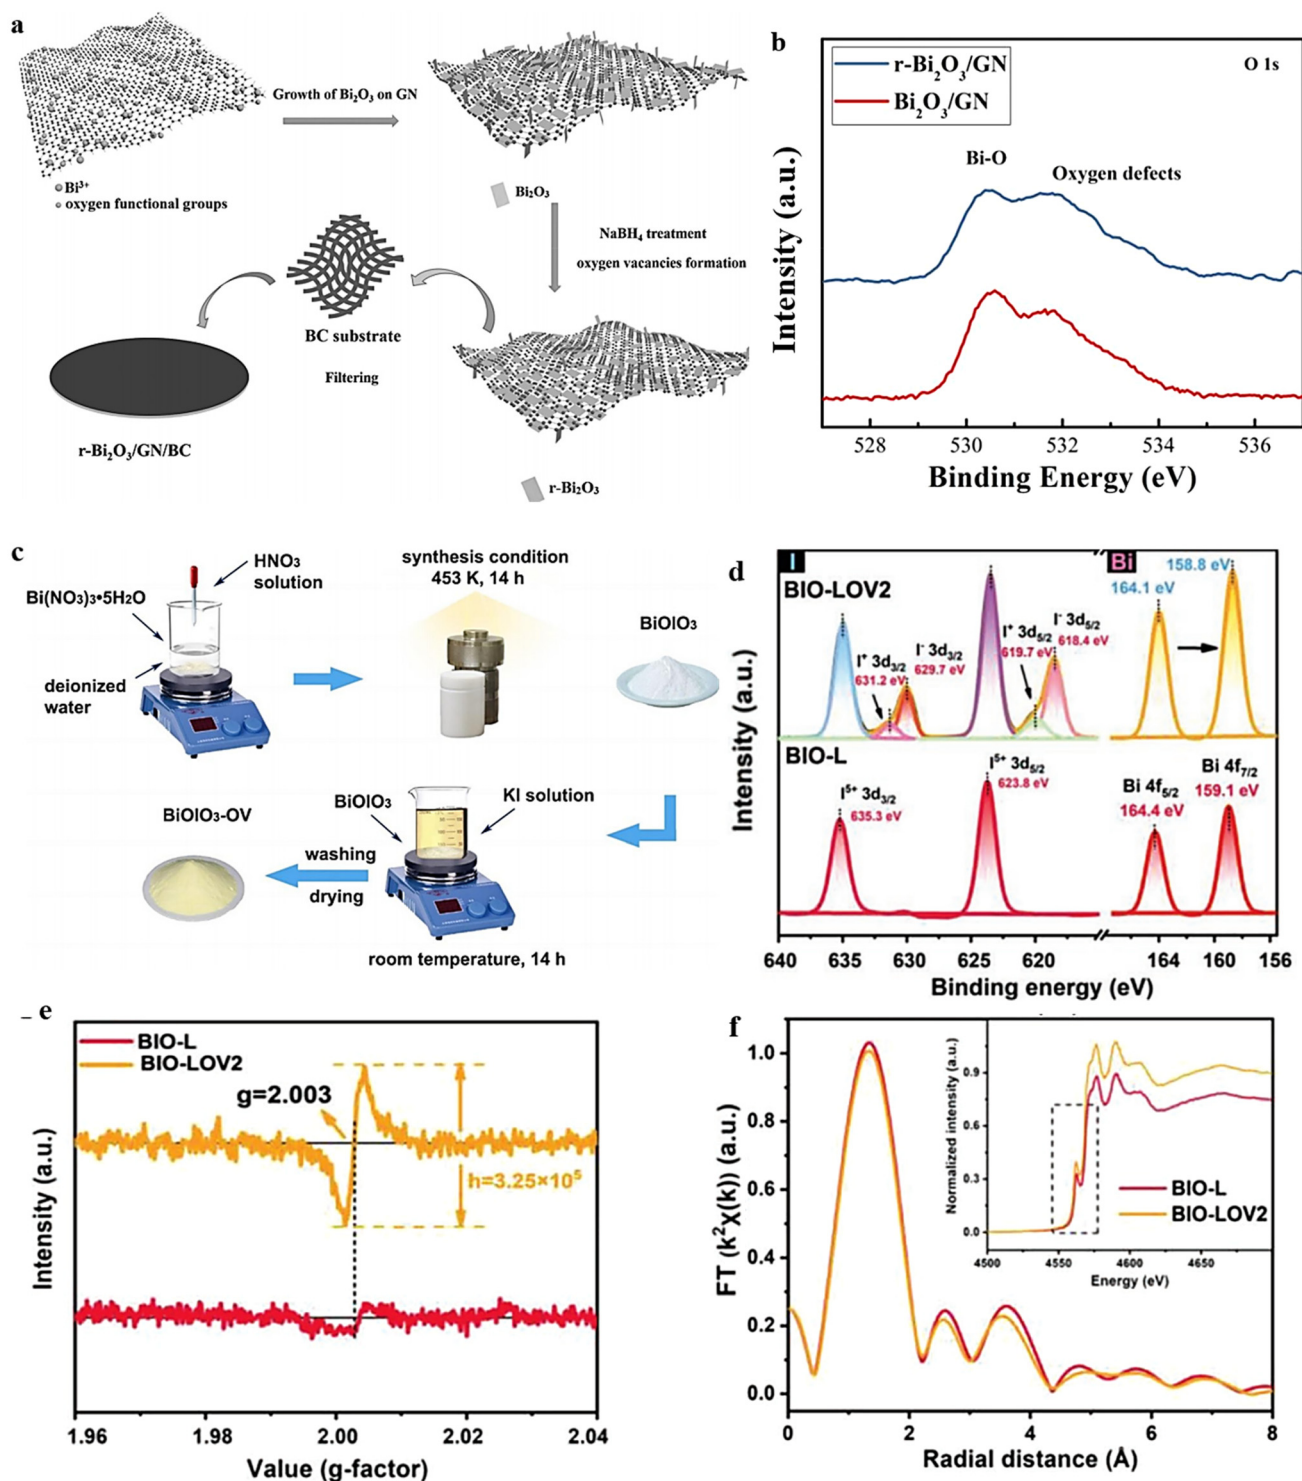 a
Growth of Bi₂O₃ on GN
Bi³⁺
oxygen functional groups
Bi₂O₃
NaBH₄ treatment
oxygen vacancies formation
BC substrate
Filtering
r-Bi₂O₃/GN/BC
r-Bi₂O₃
b
r-Bi₂O₃/GN
Bi₂O₃/GN
O 1s
Bi-O
Oxygen defects
Intensity (a.u.)
528 530 532 534 536
Binding Energy (eV)
c
HNO₃
solution
Bi(NO₃)₃•5H₂O
deionized
water
synthesis condition
453 K, 14 h
BiOIO₃
BiOIO₃
KI solution
BiOIO₃-OV
washing
drying
room temperature, 14 h
d
I
Bi
BIO-LOV2
I⁺ 3d₃/₂
631.2 eV
I⁻ 3d₃/₂
629.7 eV
I⁺ 3d₅/₂
619.7 eV
I⁻ 3d₅/₂
618.4 eV
164.1 eV
158.8 eV
BIO-L
I⁵⁺ 3d₃/₂
635.3 eV
I⁵⁺ 3d₅/₂
623.8 eV
Bi 4f₅/₂
164.4 eV
Bi 4f₇/₂
159.1 eV
Intensity (a.u.)
640 635 630 625 620 164 160 156
Binding energy (eV)
e
BIO-L
BIO-LOV2
g=2.003
h=3.25×10⁵
Intensity (a.u.)
1.96 1.98 2.00 2.02 2.04
Value (g-factor)
f
FT (k²χ(k)) (a.u.)
1.0
0.8
0.6
0.4
0.2
0.0
0 2 4 6 8
Radial distance (Å)
Normalized intensity (a.u.)
0.9
0.6
0.3
0.0
BIO-L
BIO-LOV2
4500 4550 4600 4650
Energy (eV)